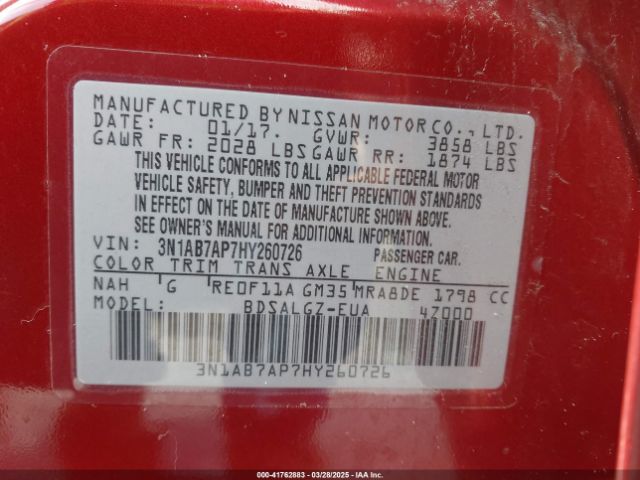 MANUFACTURED BY NISSAN MOTOR CO., LTD.
DATE: 01/17. GVWR: 3858 LBS
GAWR FR: 2028 LBS GAWR RR: 1874 LBS
THIS VEHICLE CONFORMS TO ALL APPLICABLE FEDERAL MOTOR
VEHICLE SAFETY, BUMPER AND THEFT PREVENTION STANDARDS
IN EFFECT ON THE DATE OF MANUFACTURE SHOWN ABOVE.
SEE OWNER'S MANUAL FOR ADDITIONAL INFORMATION.
VIN: 3N1AB7AP7HY260726 PASSENGER CAR.
COLOR TRIM TRANS AXLE ENGINE
NAH G RE0F11A GM35 MRA8DE 1798 CC
MODEL: BDSALGZ-EUA 47000
3N1AB7AP7HY260726
000-41762883 | 03/28/2025 | IAA Inc.